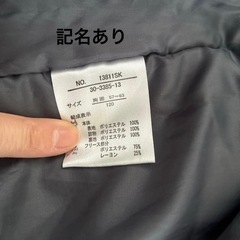 記名あり
NO. 13811SK
30-3385-13
サイズ 胸囲 57〜63
120
組成表示
本体
表地 ポリエステル 100%
裏地 ポリエステル 100%
中綿 ポリエステル 100%
フリース部分
ポリエステル 75%
レーヨン 25%